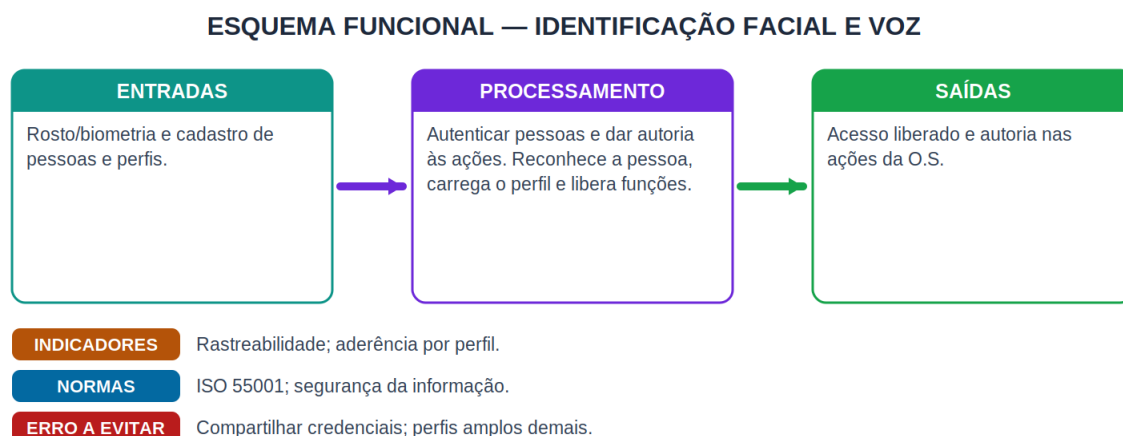 ESQUEMA FUNCIONAL — IDENTIFICAÇÃO FACIAL E VOZ
ENTRADAS
Rosto/biometria e cadastro de
pessoas e perfis.
PROCESSAMENTO
Autenticar pessoas e dar autoria
às ações. Reconhece a pessoa,
carrega o perfil e libera funções.
SAÍDAS
Acesso liberado e autoria nas
ações da O.S.
INDICADORES
Rastreabilidade; aderência por perfil.
NORMAS
ISO 55001; segurança da informação.
ERRO A EVITAR
Compartilhar credenciais; perfis amplos demais.